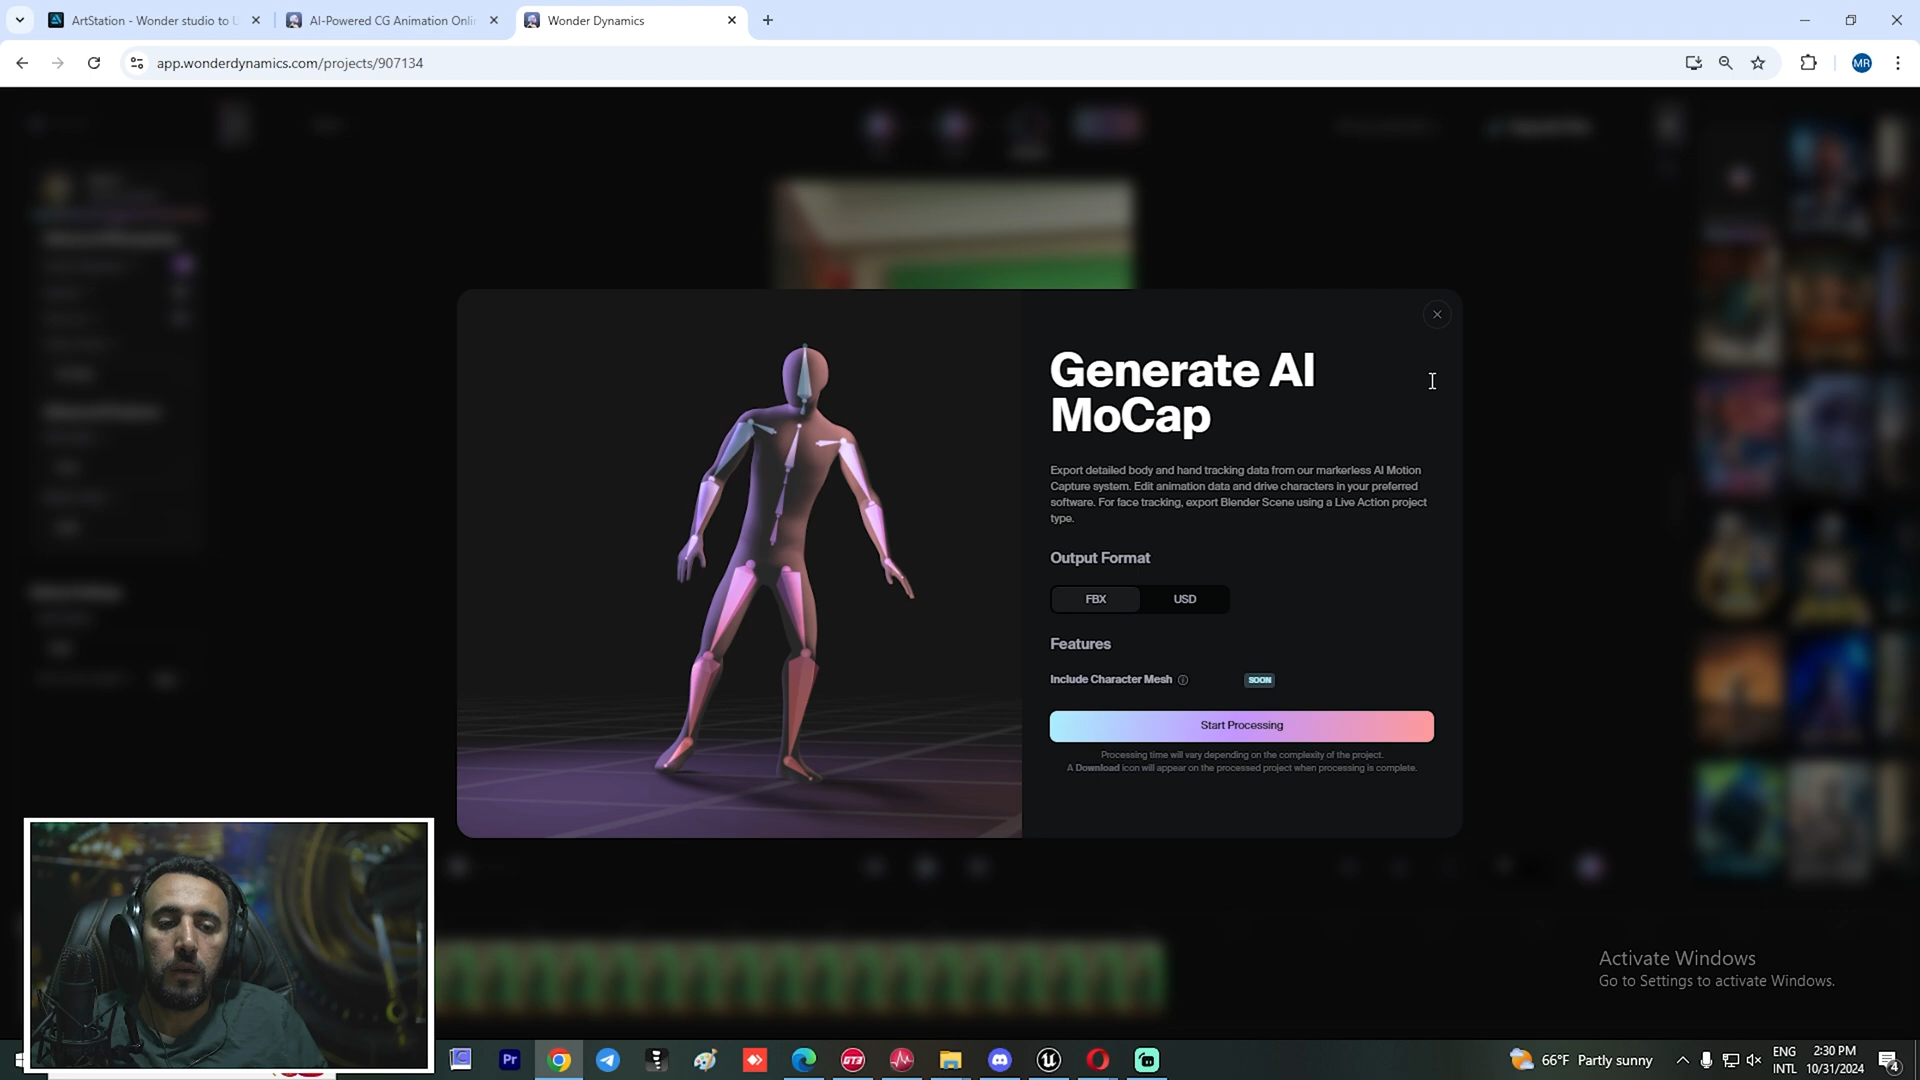 ArtStation - Wonder studio to U
AI-Powered CG Animation Onli
Wonder Dynamics
app.wonderdynamics.com/projects/907134
MR
Generate AI
MoCap
Export detailed body and hand tracking data from our markerless AI Motion
Capture system. Edit animation data and drive characters in your preferred
software. For face tracking, export Blender Scene using a Live Action project
type.
Output Format
FBX
USD
Features
Include Character Mesh
SOON
Start Processing
Processing time will vary depending on the complexity of the project.
A Download icon will appear on the processed project when processing is complete.
Activate Windows
Go to Settings to activate Windows.
Pr
66°F Partly sunny
ENG
INTL
2:30 PM
10/31/2024
4